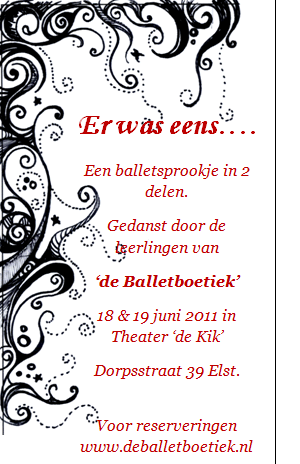 Er was eens….
Een balletsprookje in 2
delen.
Gedanst door de
leerlingen van
‘de Balletboetiek’
18 & 19 juni 2011 in
Theater ‘de Kik’
Dorpsstraat 39 Elst.
Voor reserveringen
www.deballetboetiek.nl